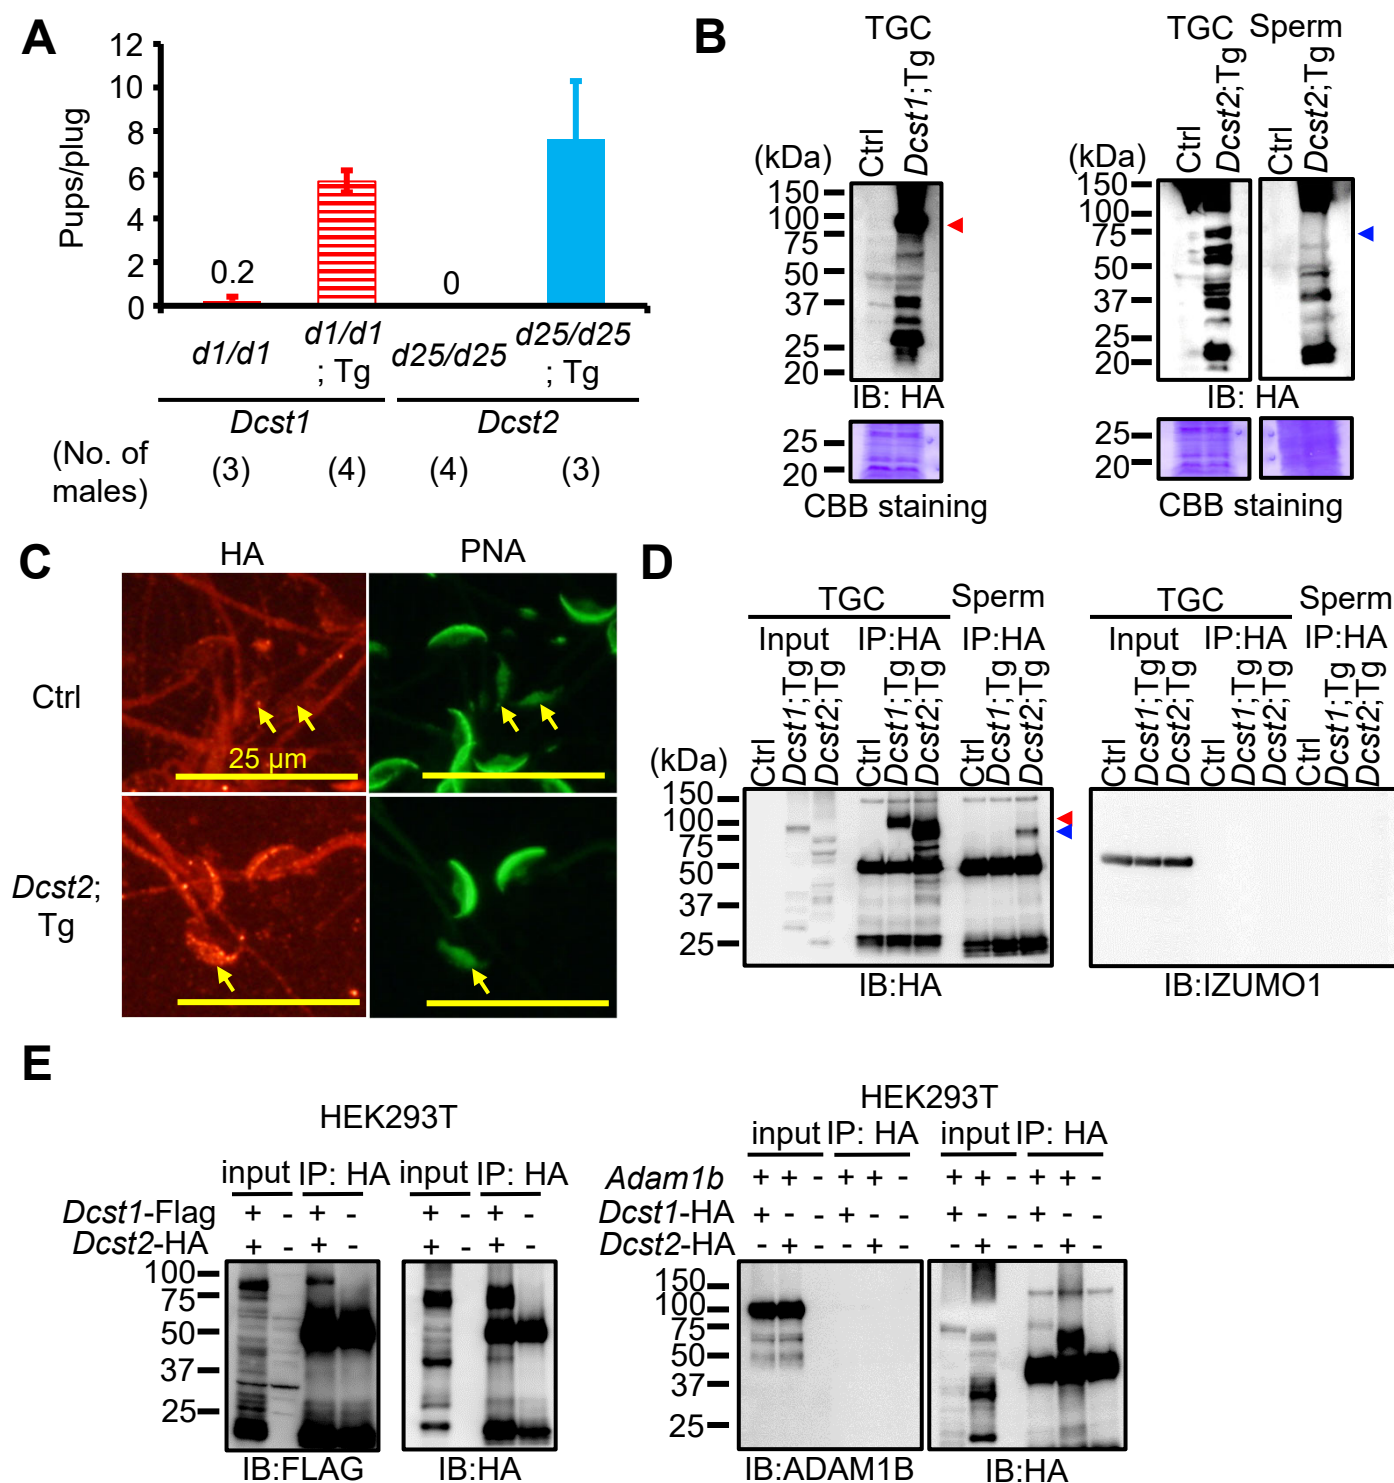 A
12
10
8
6
4
2
0
Pups/plug
0.2
0
d1/d1
d1/d1
; Tg
d25/d25
d25/d25
; Tg
Dcst1
Dcst2
(No. of
males)
(3)
(4)
(4)
(3)
B
TGC
Ctrl
Dcst1;Tg
(kDa)
150
100
75
50
37
25
20
IB: HA
25
20
CBB staining
TGC
Sperm
Ctrl
Dcst2;Tg
Ctrl
Dcst2;Tg
(kDa)
150
100
75
50
37
25
20
IB: HA
25
20
CBB staining
C
HA
PNA
Ctrl
25 µm
Dcst2;
Tg
D
TGC
Sperm
Input
IP:HA
IP:HA
Ctrl
Dcst1;Tg
Dcst2;Tg
Ctrl
Dcst1;Tg
Dcst2;Tg
Ctrl
Dcst1;Tg
Dcst2;Tg
(kDa)
150
100
75
50
37
25
IB:HA
TGC
Sperm
Input
IP:HA
IP:HA
Ctrl
Dcst1;Tg
Dcst2;Tg
Ctrl
Dcst1;Tg
Dcst2;Tg
Ctrl
Dcst1;Tg
Dcst2;Tg
IB:IZUMO1
E
HEK293T
input IP: HA
input IP: HA
Dcst1-Flag + - + - + - + -
Dcst2-HA + - + - + - + -
100
75
50
37
25
IB:FLAG
IB:HA
HEK293T
input IP: HA
input IP: HA
Adam1b + + - + + - + + - + + -
Dcst1-HA + - - + - - + - - + - -
Dcst2-HA - + - - + - - + - - + -
150
100
75
50
37
25
IB:ADAM1B
IB:HA